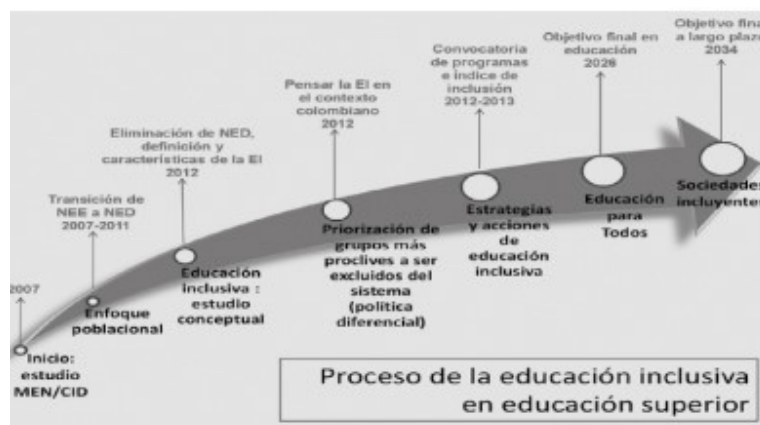 2007
Inicio:
estudio
MEN/CID
Transición de
NEE a NED
2007-2011
Enfoque
poblacional
Eliminación de NED,
definición y
características de la EI
2012
Educación
inclusiva :
estudio
conceptual
Pensar la EI en
el contexto
colombiano
2012
Priorización de
grupos más
proclives a ser
excluidos del
sistema
(política
diferencial)
Convocatoria
de programas
e índice de
inclusión
2012-2013
Estrategias
y acciones
de
educación
inclusiva
Objetivo final en
educación
2026
Educación
para
Todos
Objetivo final
a largo plazo
2034
Sociedades
incluyentes
Proceso de la educación inclusiva
en educación superior